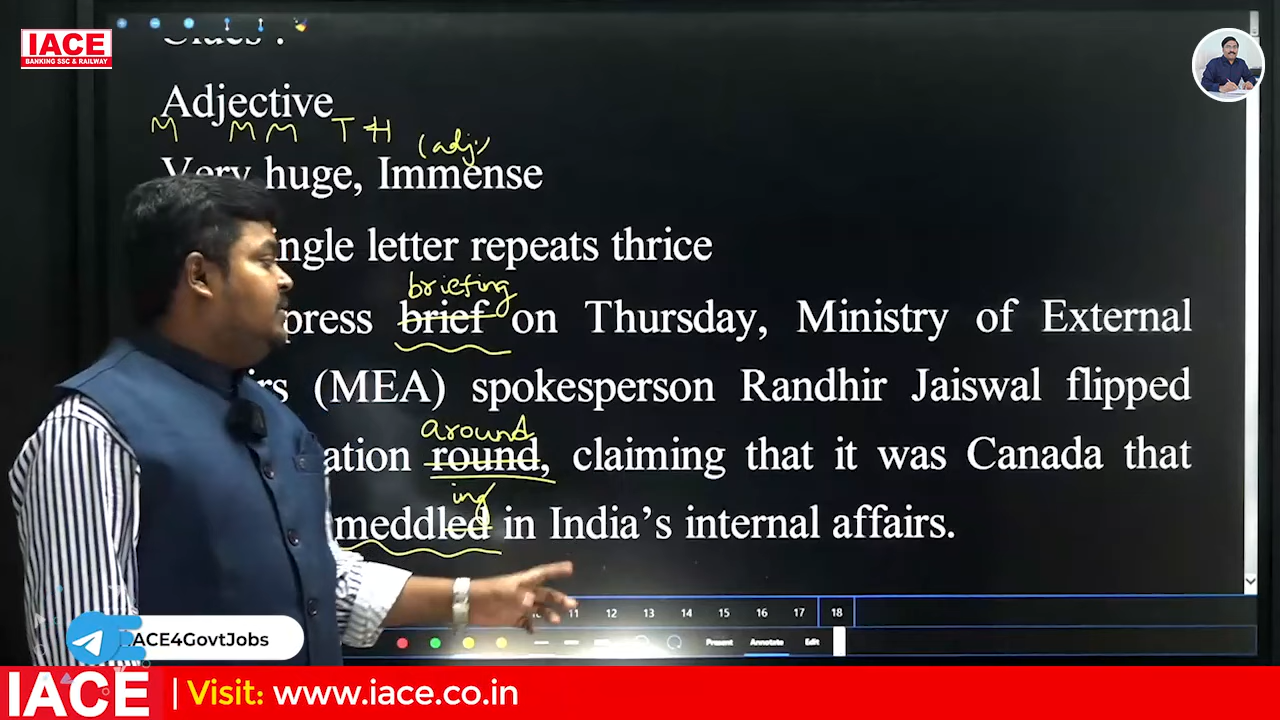 IACE
BANKING SSC & RAILWAY
Clues :
Adjective
M MM TH (adj)
Very huge, Immense
ingle letter repeats thrice
briefing
press brief on Thursday, Ministry of External
irs (MEA) spokesperson Randhir Jaiswal flipped
around
ation round, claiming that it was Canada that
ing
meddled in India's internal affairs.
11 12 13 14 15 16 17 18
Present Annotate Edit
IACE4GovtJobs
IACE | Visit: www.iace.co.in